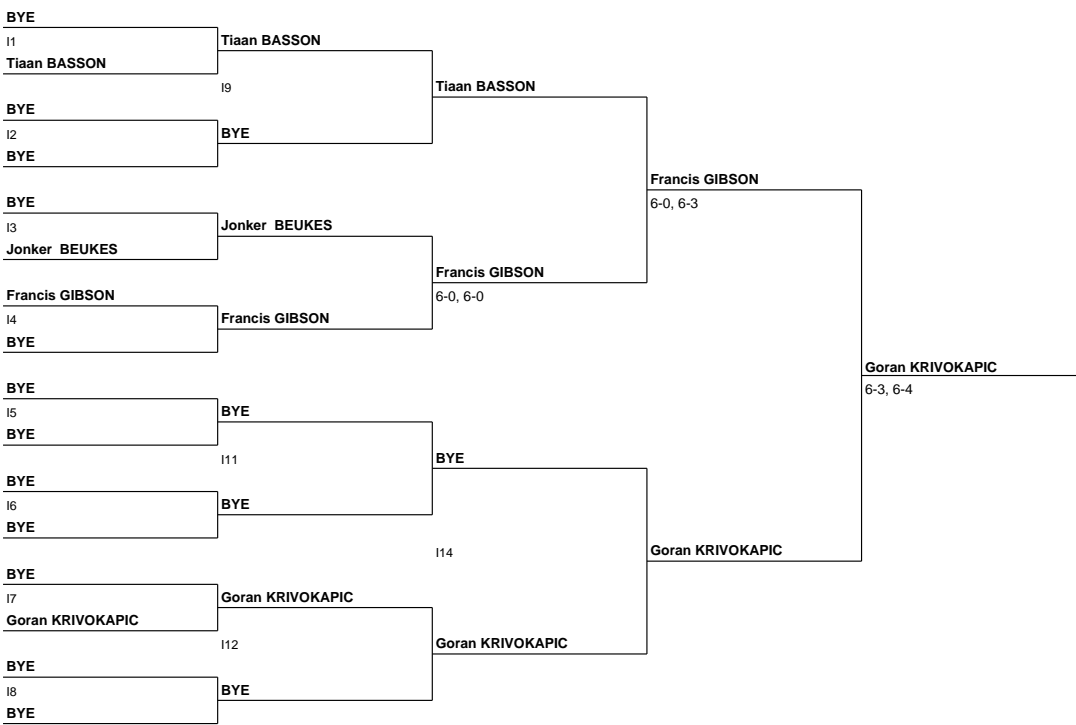 BYE
I1
Tiaan BASSON
BYE
I2
BYE
BYE
I3
Jonker BEUKES
Francis GIBSON
I4
BYE
BYE
I5
BYE
BYE
I6
BYE
BYE
I7
Goran KRIVOKAPIC
BYE
I8
BYE
Tiaan BASSON
I9
BYE
Jonker BEUKES
Francis GIBSON
BYE
I11
BYE
Goran KRIVOKAPIC
I12
BYE
Tiaan BASSON
Francis GIBSON
6-0, 6-0
BYE
I14
Goran KRIVOKAPIC
Francis GIBSON
6-0, 6-3
Goran KRIVOKAPIC
Goran KRIVOKAPIC
6-3, 6-4